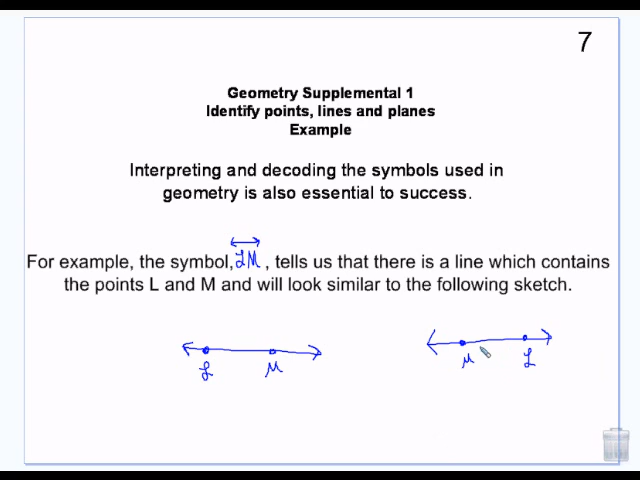 7
Geometry Supplemental 1
Identify points, lines and planes
Example
Interpreting and decoding the symbols used in
geometry is also essential to success.
For example, the symbol, LM , tells us that there is a line which contains
the points L and M and will look similar to the following sketch.
L M M L